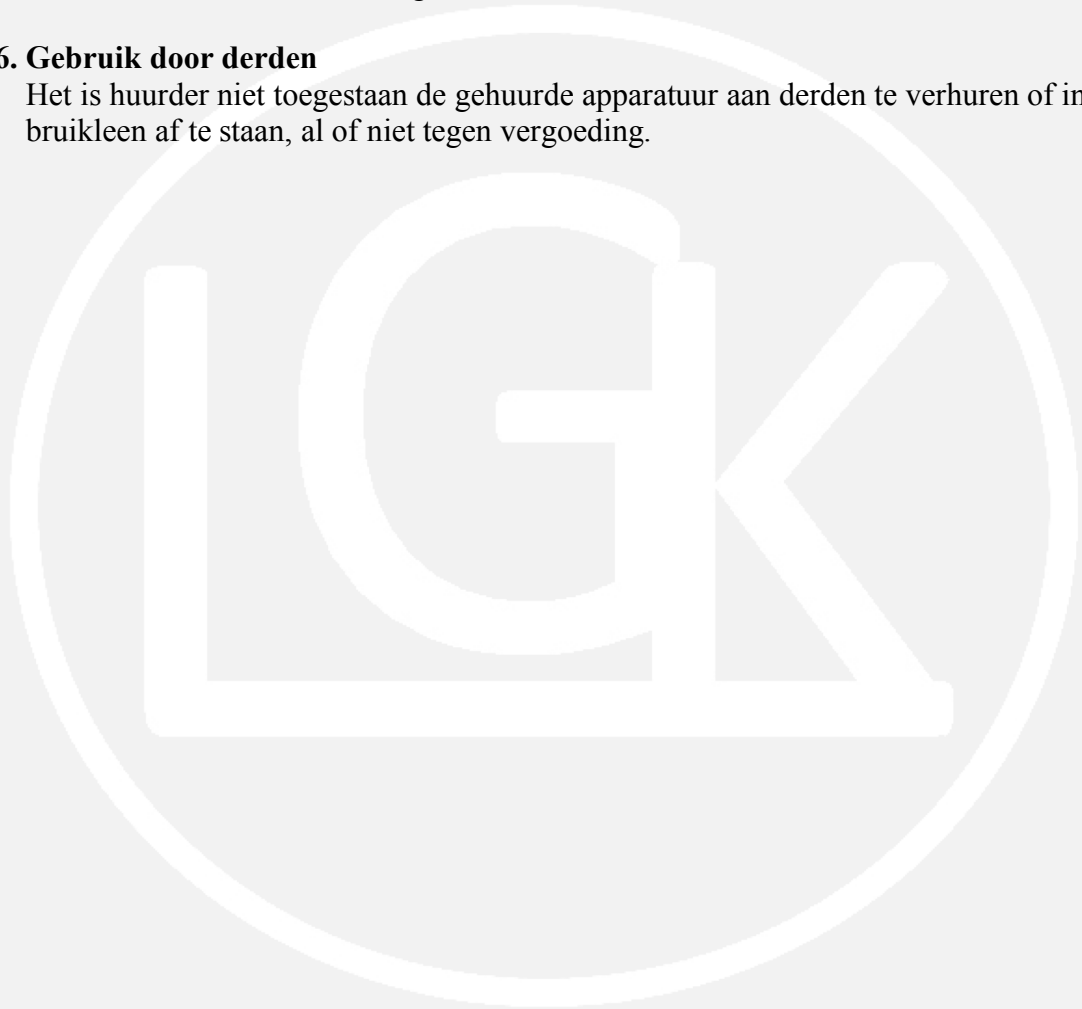 6. Gebruik door derden
Het is huurder niet toegestaan de gehuurde apparatuur aan derden te verhuren of in
bruikleen af te staan, al of niet tegen vergoeding.
LGK